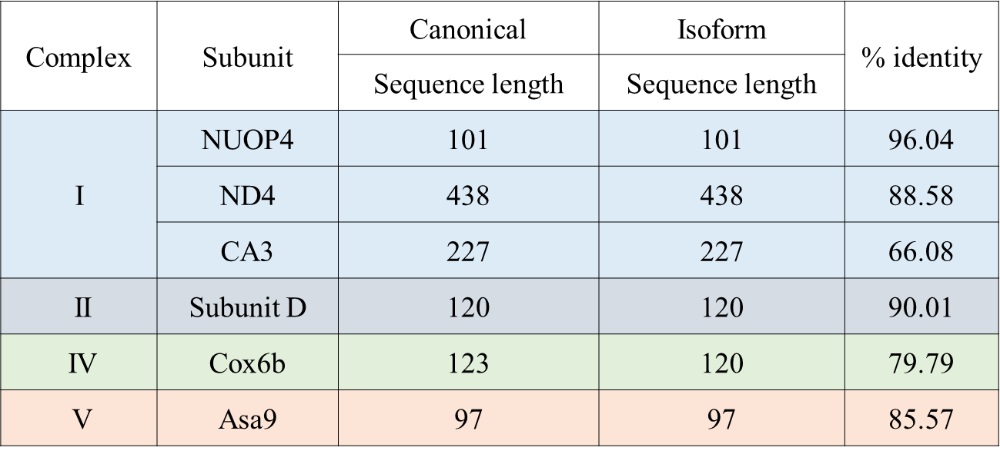 Complex Subunit Canonical Isoform % identity
Sequence length Sequence length
I NUOP4 101 101 96.04
ND4 438 438 88.58
CA3 227 227 66.08
II Subunit D 120 120 90.01
IV Cox6b 123 120 79.79
V Asa9 97 97 85.57